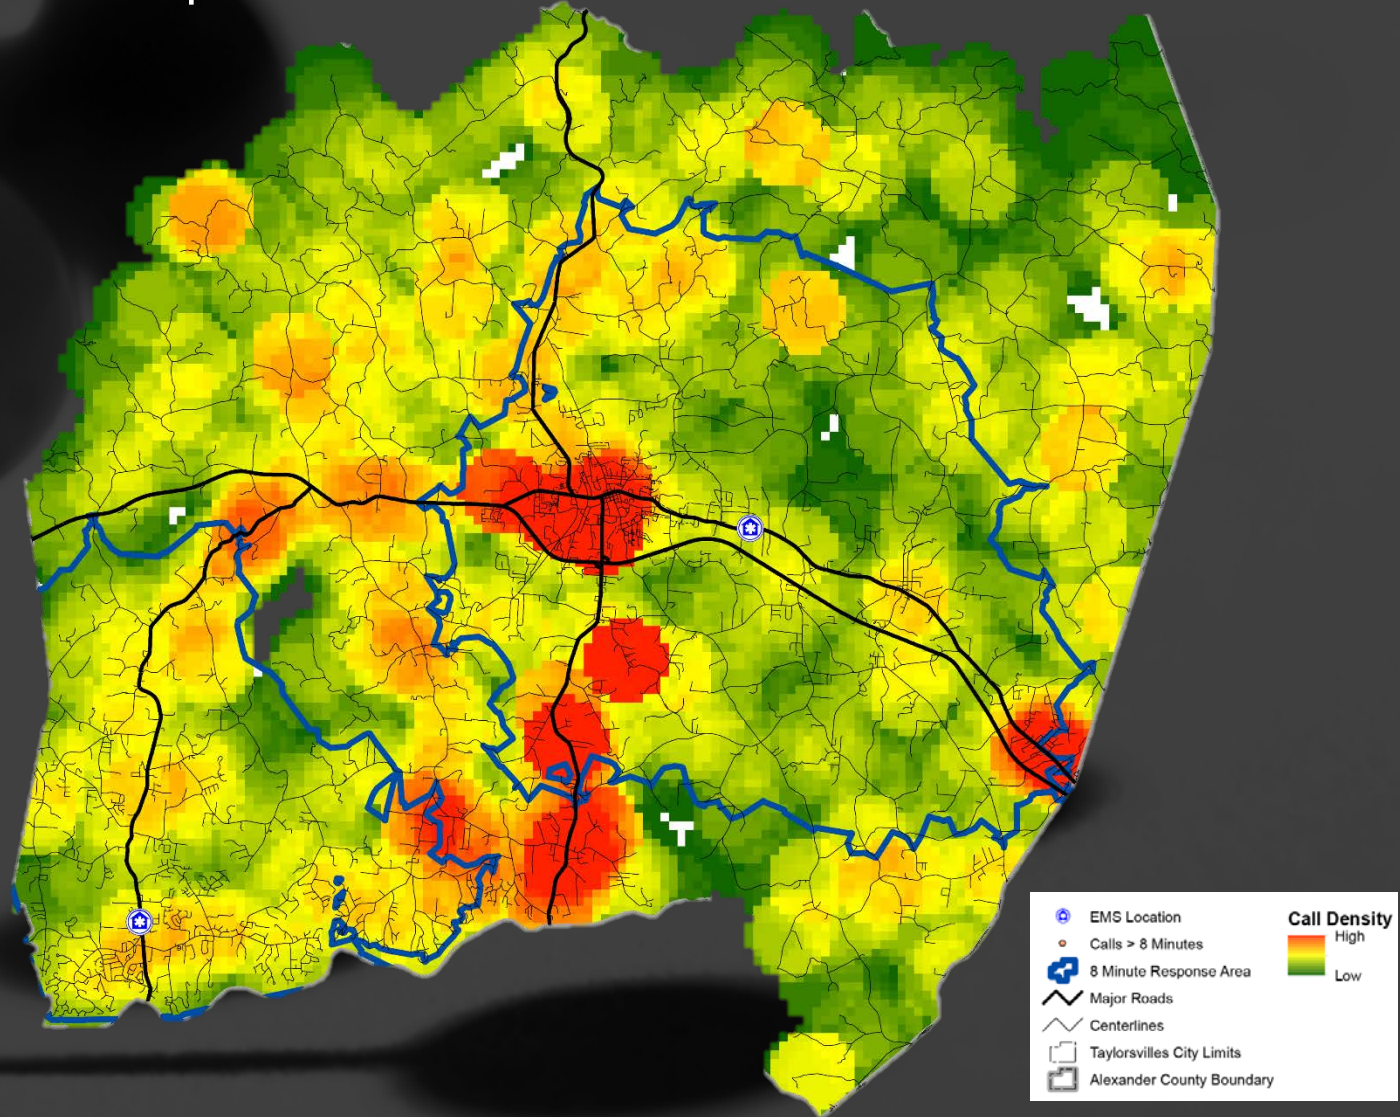 EMS Location
Calls > 8 Minutes
8 Minute Response Area
Major Roads
Centerlines
Taylorsvilles City Limits
Alexander County Boundary
Call Density
High
Low